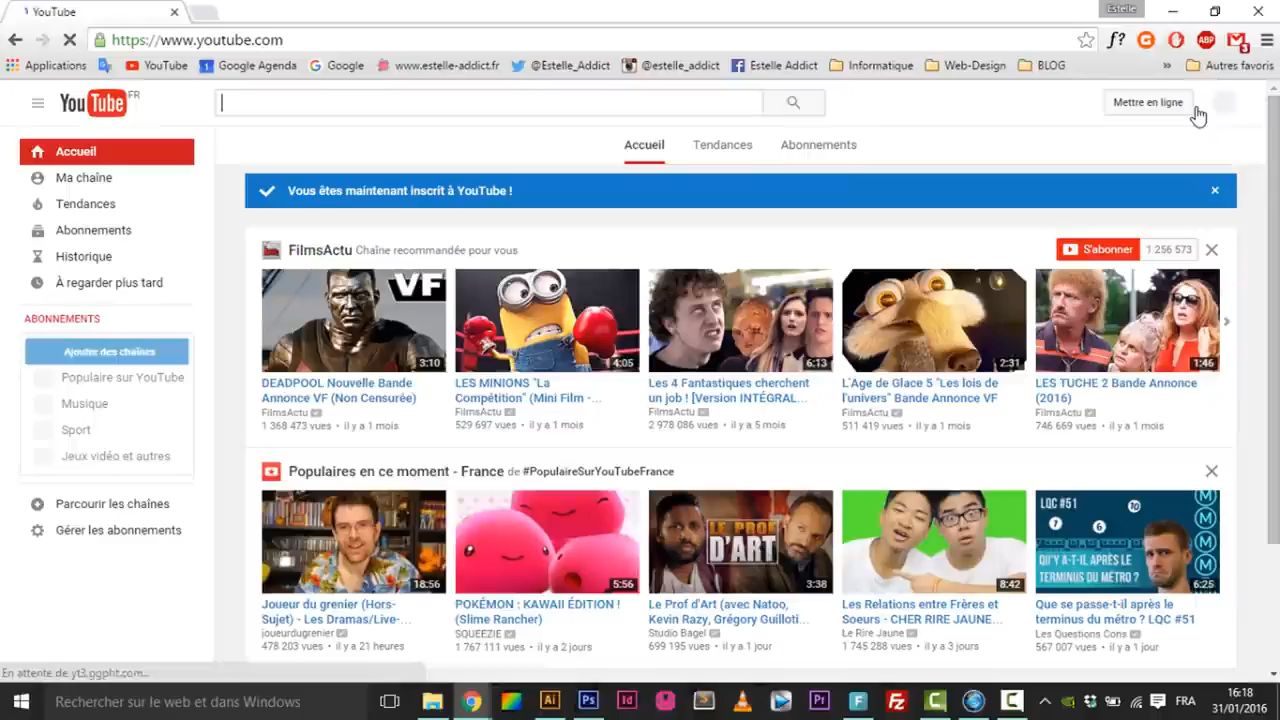 YouTube
Estelle
https://www.youtube.com
Applications
YouTube
Google Agenda
Google
www.estelle-addict.fr
@Estelle_Addict
@estelle_addict
Estelle Addict
Informatique
Web-Design
BLOG
»
Autres favoris
YouTube FR
Mettre en ligne
Accueil
Ma chaîne
Tendances
Abonnements
Historique
À regarder plus tard
ABONNEMENTS
Ajouter des chaînes
Populaire sur YouTube
Musique
Sport
Jeux vidéo et autres
Parcourir les chaînes
Gérer les abonnements
Accueil
Tendances
Abonnements
Vous êtes maintenant inscrit à YouTube !
FilmsActu Chaîne recommandée pour vous
S'abonner 1 256 573
VF
3:10
DEADPOOL Nouvelle Bande
Annonce VF (Non Censurée)
FilmsActu
1 368 473 vues • il y a 1 mois
4:05
LES MINIONS "La
Compétition" (Mini Film -...
FilmsActu
529 697 vues • il y a 1 mois
6:13
Les 4 Fantastiques cherchent
un job ! [Version INTÉGRAL...
FilmsActu
2 978 086 vues • il y a 5 mois
2:31
L'Age de Glace 5 "Les lois de
l'univers" Bande Annonce VF
FilmsActu
511 419 vues • il y a 1 mois
1:46
LES TUCHE 2 Bande Annonce
(2016)
FilmsActu
746 669 vues • il y a 1 mois
Populaires en ce moment - France de #PopulaireSurYouTubeFrance
18:56
Joueur du grenier (Hors-
Sujet) - Les Dramas/Live-...
joueurdugrenier
478 203 vues • il y a 21 heures
5:56
POKÉMON : KAWAII ÉDITION !
(Slime Rancher)
SQUEEZIE
1 767 111 vues • il y a 2 jours
LE PROF
D'ART
3:38
Le Prof d'Art (avec Natoo,
Kevin Razy, Grégory Guilloti...
Studio Bagel
699 195 vues • il y a 1 jour
8:42
Les Relations entre Frères et
Soeurs - CHER RIRE JAUNE...
Le Rire Jaune
1 745 288 vues • il y a 3 jours
LQC #51
7
6
10
QU'Y A-T-IL APRÈS
LE TERMINUS DU MÉTRO ?
M
M
M
M
6:25
Que se passe-t-il après le
terminus du métro ? LQC #51
Les Questions Cons
567 007 vues • il y a 1 jour
En attente de yt3.ggpht.com...
Rechercher sur le web et dans Windows
FRA
16:18
31/01/2016